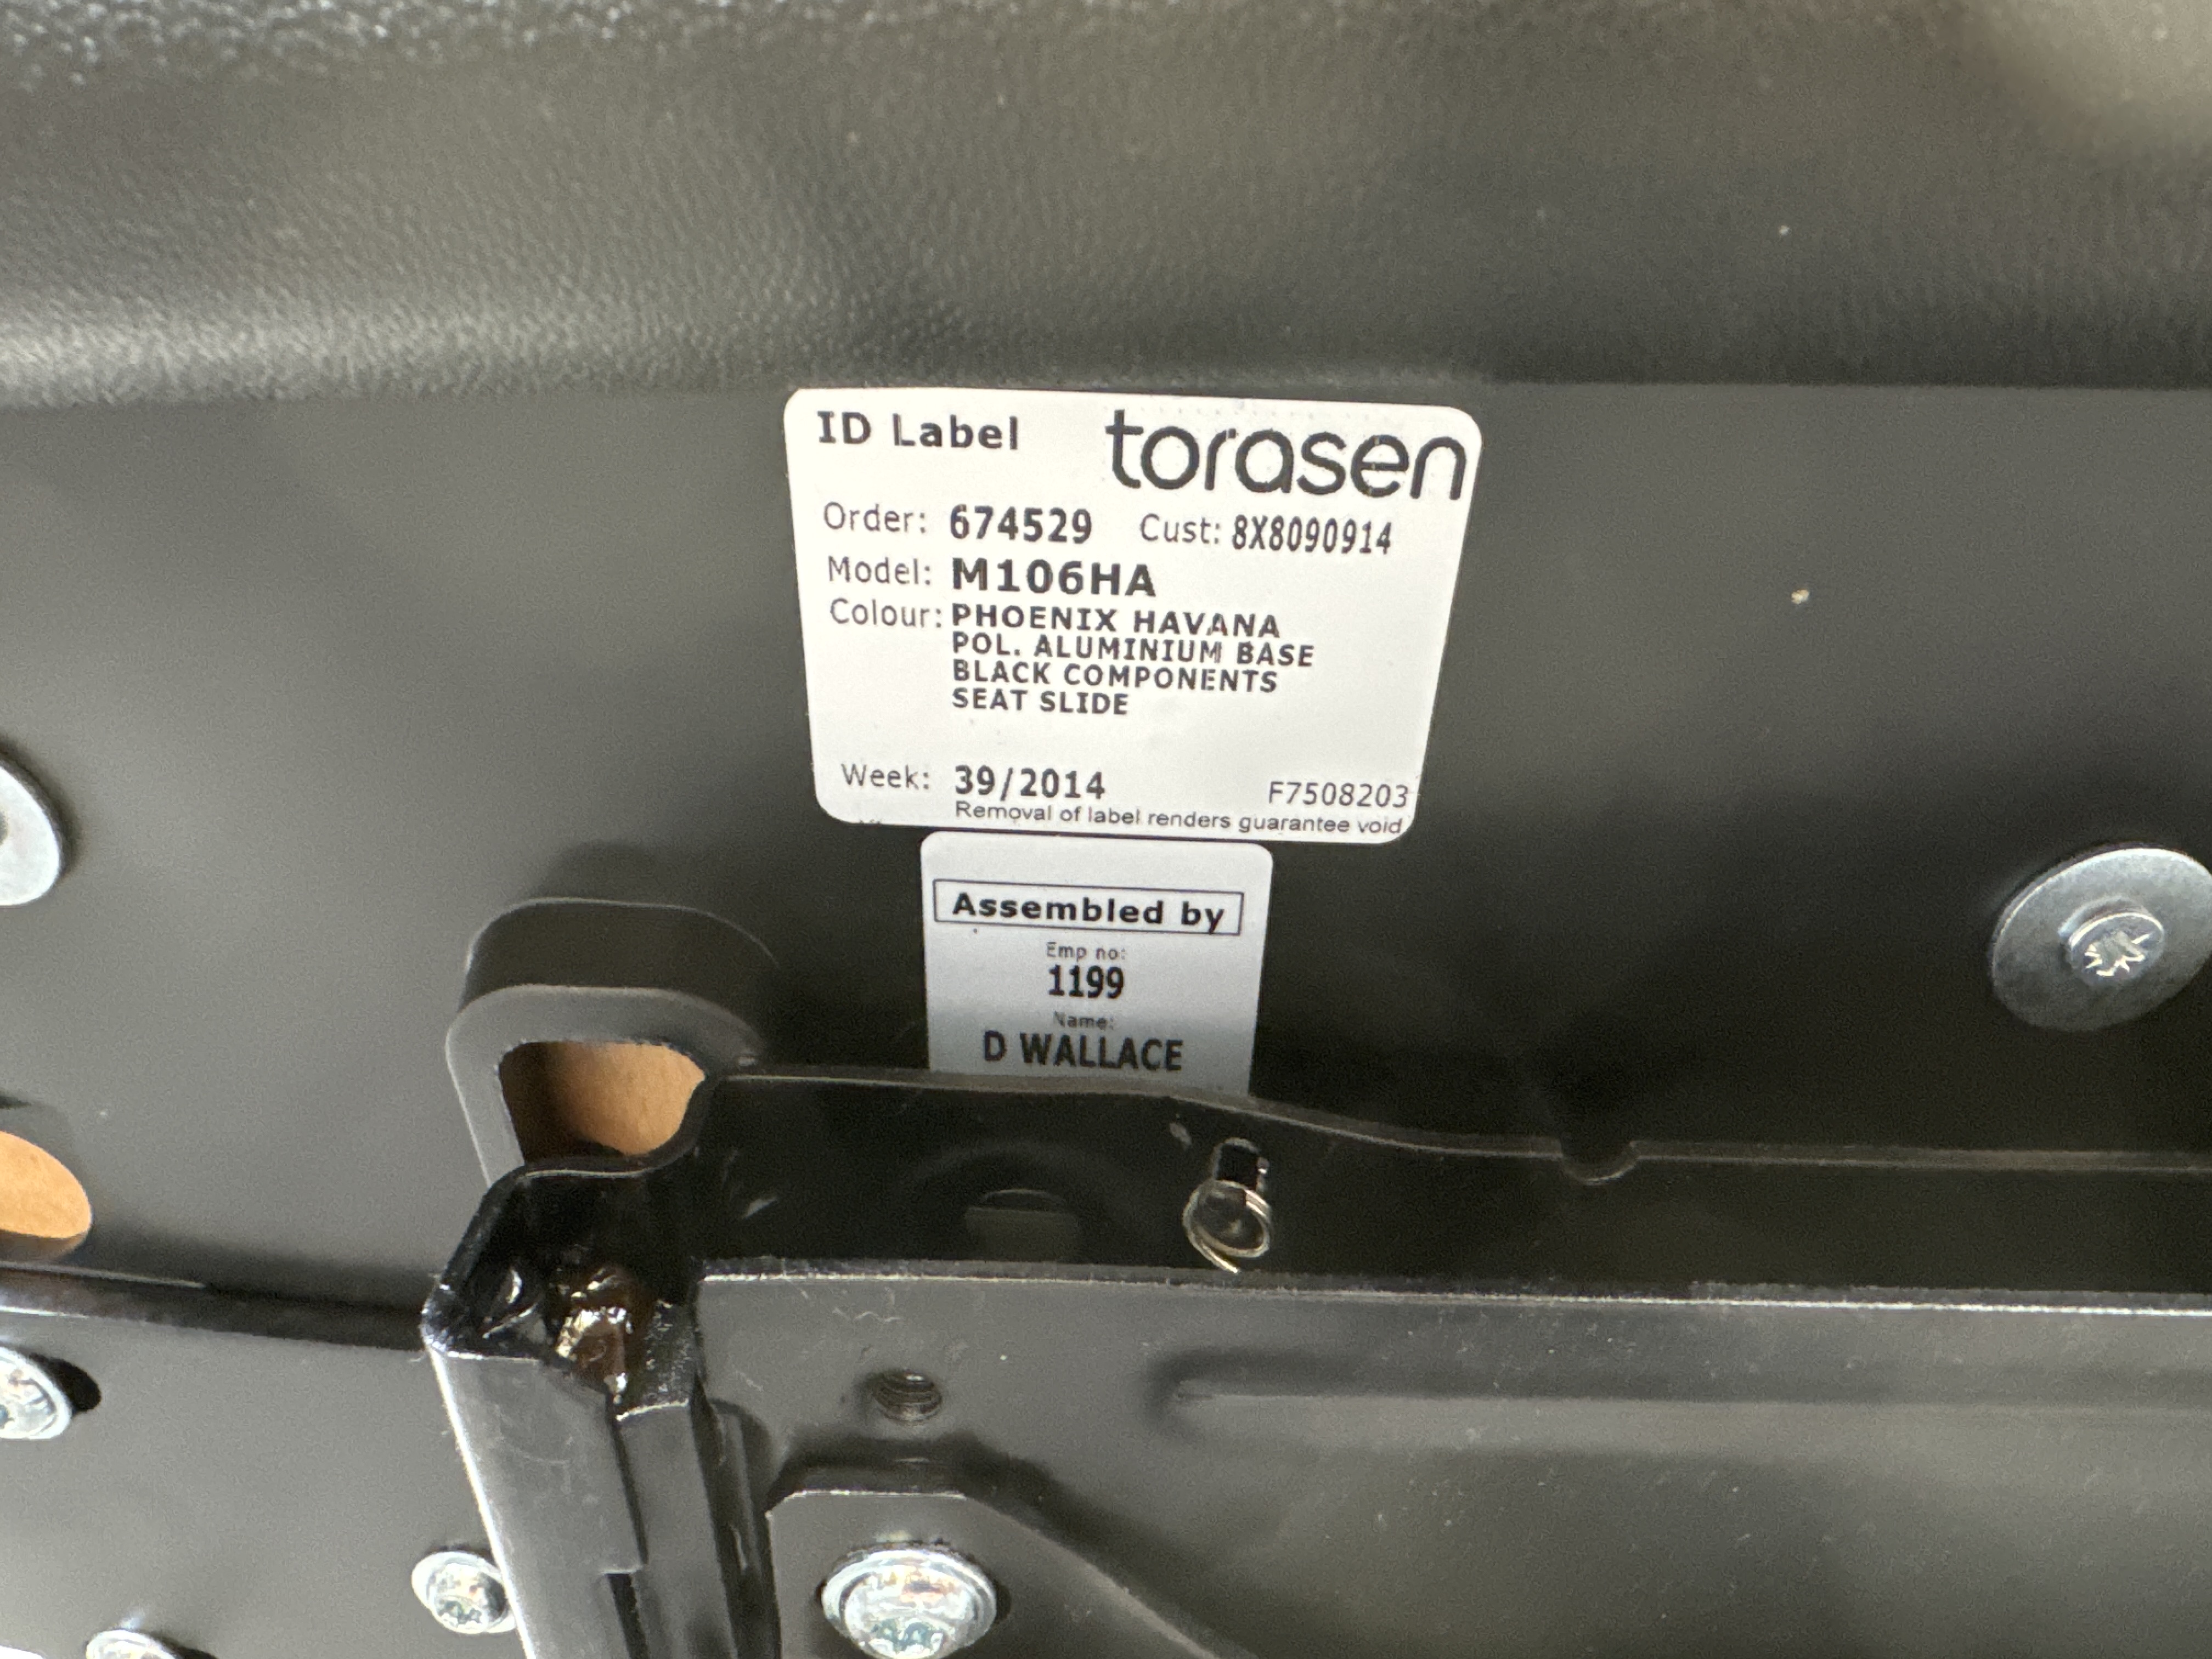 ID Label torasen
Order: 674529 Cust: 8X8090914
Model: M106HA
Colour: PHOENIX HAVANA
POL. ALUMINIUM BASE
BLACK COMPONENTS
SEAT SLIDE
Week: 39/2014 F7508203
Removal of label renders guarantee void
Assembled by
Emp no:
1199
Name:
D WALLACE